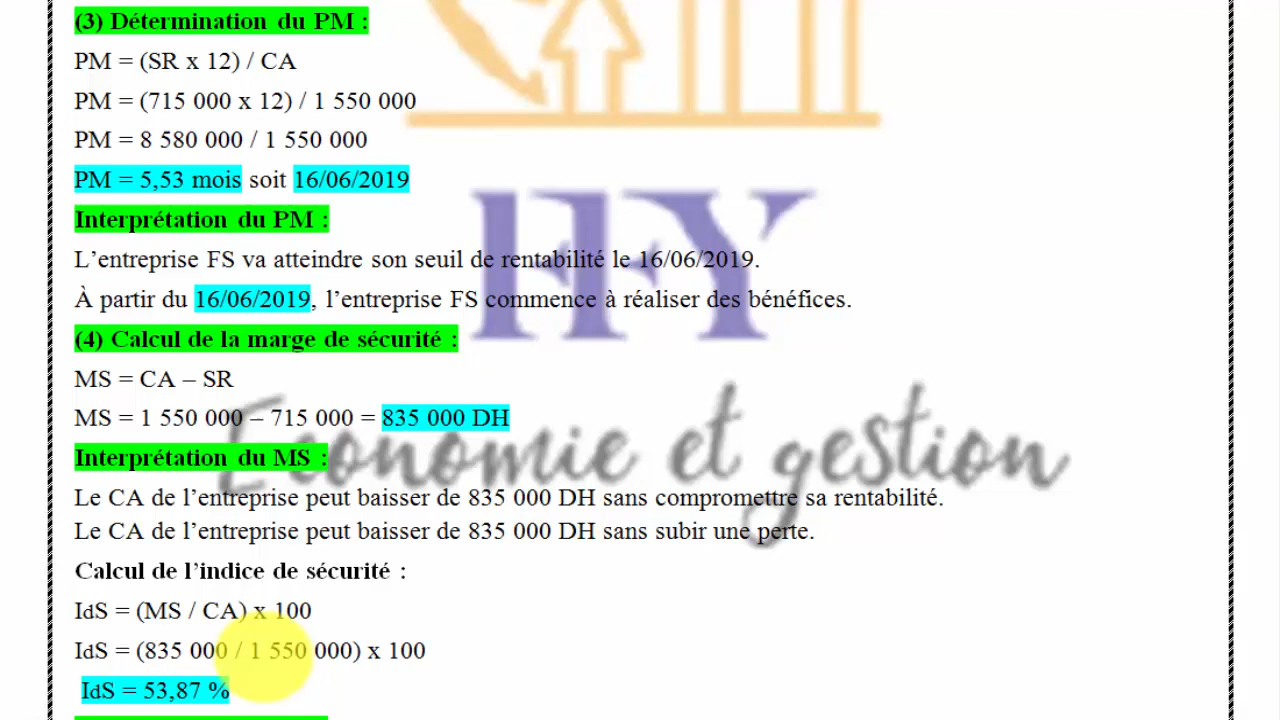 (3) Détermination du PM :
PM = (SR x 12) / CA
PM = (715 000 x 12) / 1 550 000
PM = 8 580 000 / 1 550 000
PM = 5,53 mois soit 16/06/2019
Interprétation du PM :
L’entreprise FS va atteindre son seuil de rentabilité le 16/06/2019.
À partir du 16/06/2019, l’entreprise FS commence à réaliser des bénéfices.
(4) Calcul de la marge de sécurité :
MS = CA – SR
MS = 1 550 000 – 715 000 = 835 000 DH
Interprétation du MS :
Le CA de l’entreprise peut baisser de 835 000 DH sans compromettre sa rentabilité.
Le CA de l’entreprise peut baisser de 835 000 DH sans subir une perte.
Calcul de l’indice de sécurité :
IdS = (MS / CA) x 100
IdS = (835 000 / 1 550 000) x 100
IdS = 53,87 %
HFY
Economie et gestion